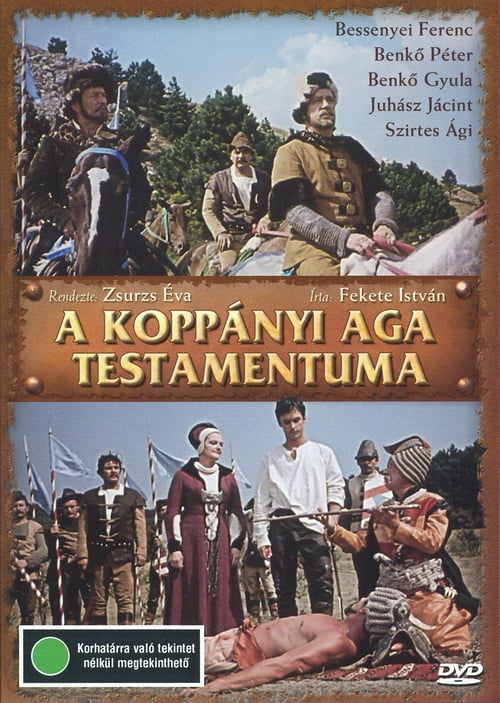 Bessenyei Ferenc
Benkő Péter
Benkő Gyula
Juhász Jácint
Szirtes Ági
Rendezte: Zsurzs Éva
Írta: Fekete István
A KOPPÁNYI AGA
TESTAMENTUMA
Korhatárra való tekintet
nélkül megtekinthető
DVD